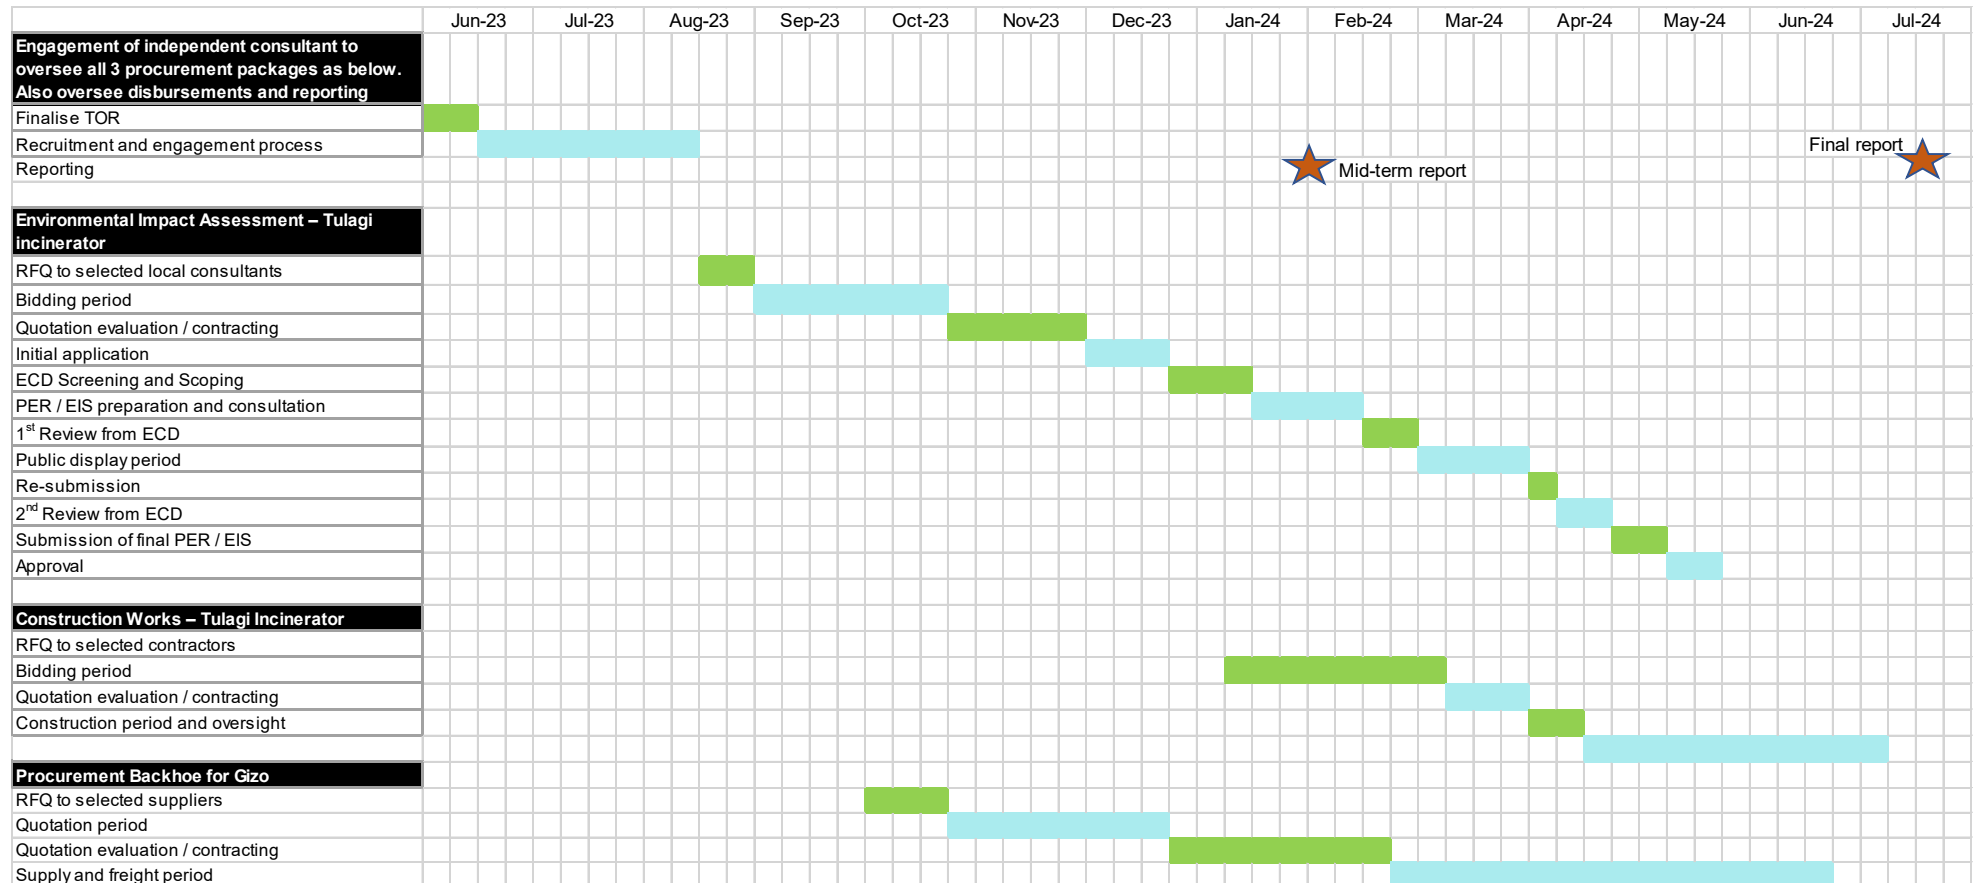 Jun-23 Jul-23 Aug-23 Sep-23 Oct-23 Nov-23 Dec-23 Jan-24 Feb-24 Mar-24 Apr-24 May-24 Jun-24 Jul-24
Engagement of independent consultant to
oversee all 3 procurement packages as below.
Also oversee disbursements and reporting
Finalise TOR
Recruitment and engagement process
Final report
Reporting
Mid-term report
Environmental Impact Assessment – Tulagi
incinerator
RFQ to selected local consultants
Bidding period
Quotation evaluation / contracting
Initial application
ECD Screening and Scoping
PER / EIS preparation and consultation
1st Review from ECD
Public display period
Re-submission
2nd Review from ECD
Submission of final PER / EIS
Approval
Construction Works – Tulagi Incinerator
RFQ to selected contractors
Bidding period
Quotation evaluation / contracting
Construction period and oversight
Procurement Backhoe for Gizo
RFQ to selected suppliers
Quotation period
Quotation evaluation / contracting
Supply and freight period